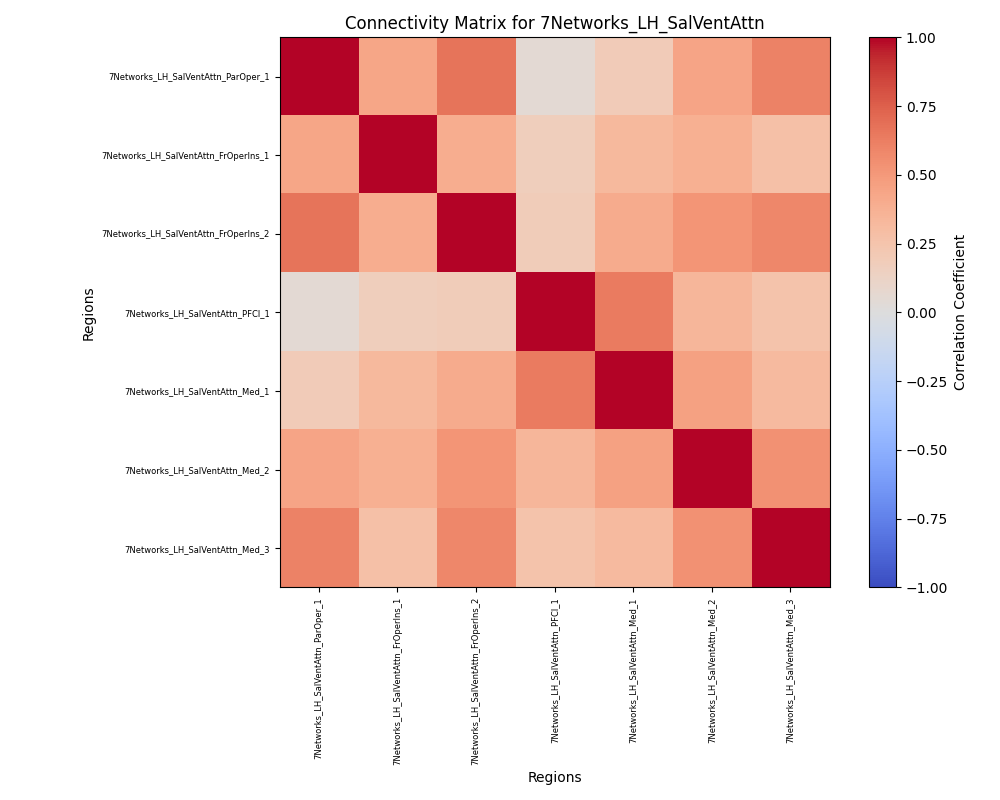 Connectivity Matrix for 7Networks_LH_SalVentAttn
7Networks_LH_SalVentAttn_ParOper_1
7Networks_LH_SalVentAttn_FrOperIns_1
7Networks_LH_SalVentAttn_FrOperIns_2
7Networks_LH_SalVentAttn_PFCl_1
7Networks_LH_SalVentAttn_Med_1
7Networks_LH_SalVentAttn_Med_2
7Networks_LH_SalVentAttn_Med_3
Regions
7Networks_LH_SalVentAttn_ParOper_1
7Networks_LH_SalVentAttn_FrOperIns_1
7Networks_LH_SalVentAttn_FrOperIns_2
7Networks_LH_SalVentAttn_PFCl_1
7Networks_LH_SalVentAttn_Med_1
7Networks_LH_SalVentAttn_Med_2
7Networks_LH_SalVentAttn_Med_3
Regions
1.00
0.75
0.50
0.25
0.00
−0.25
−0.50
−0.75
−1.00
Correlation Coefficient